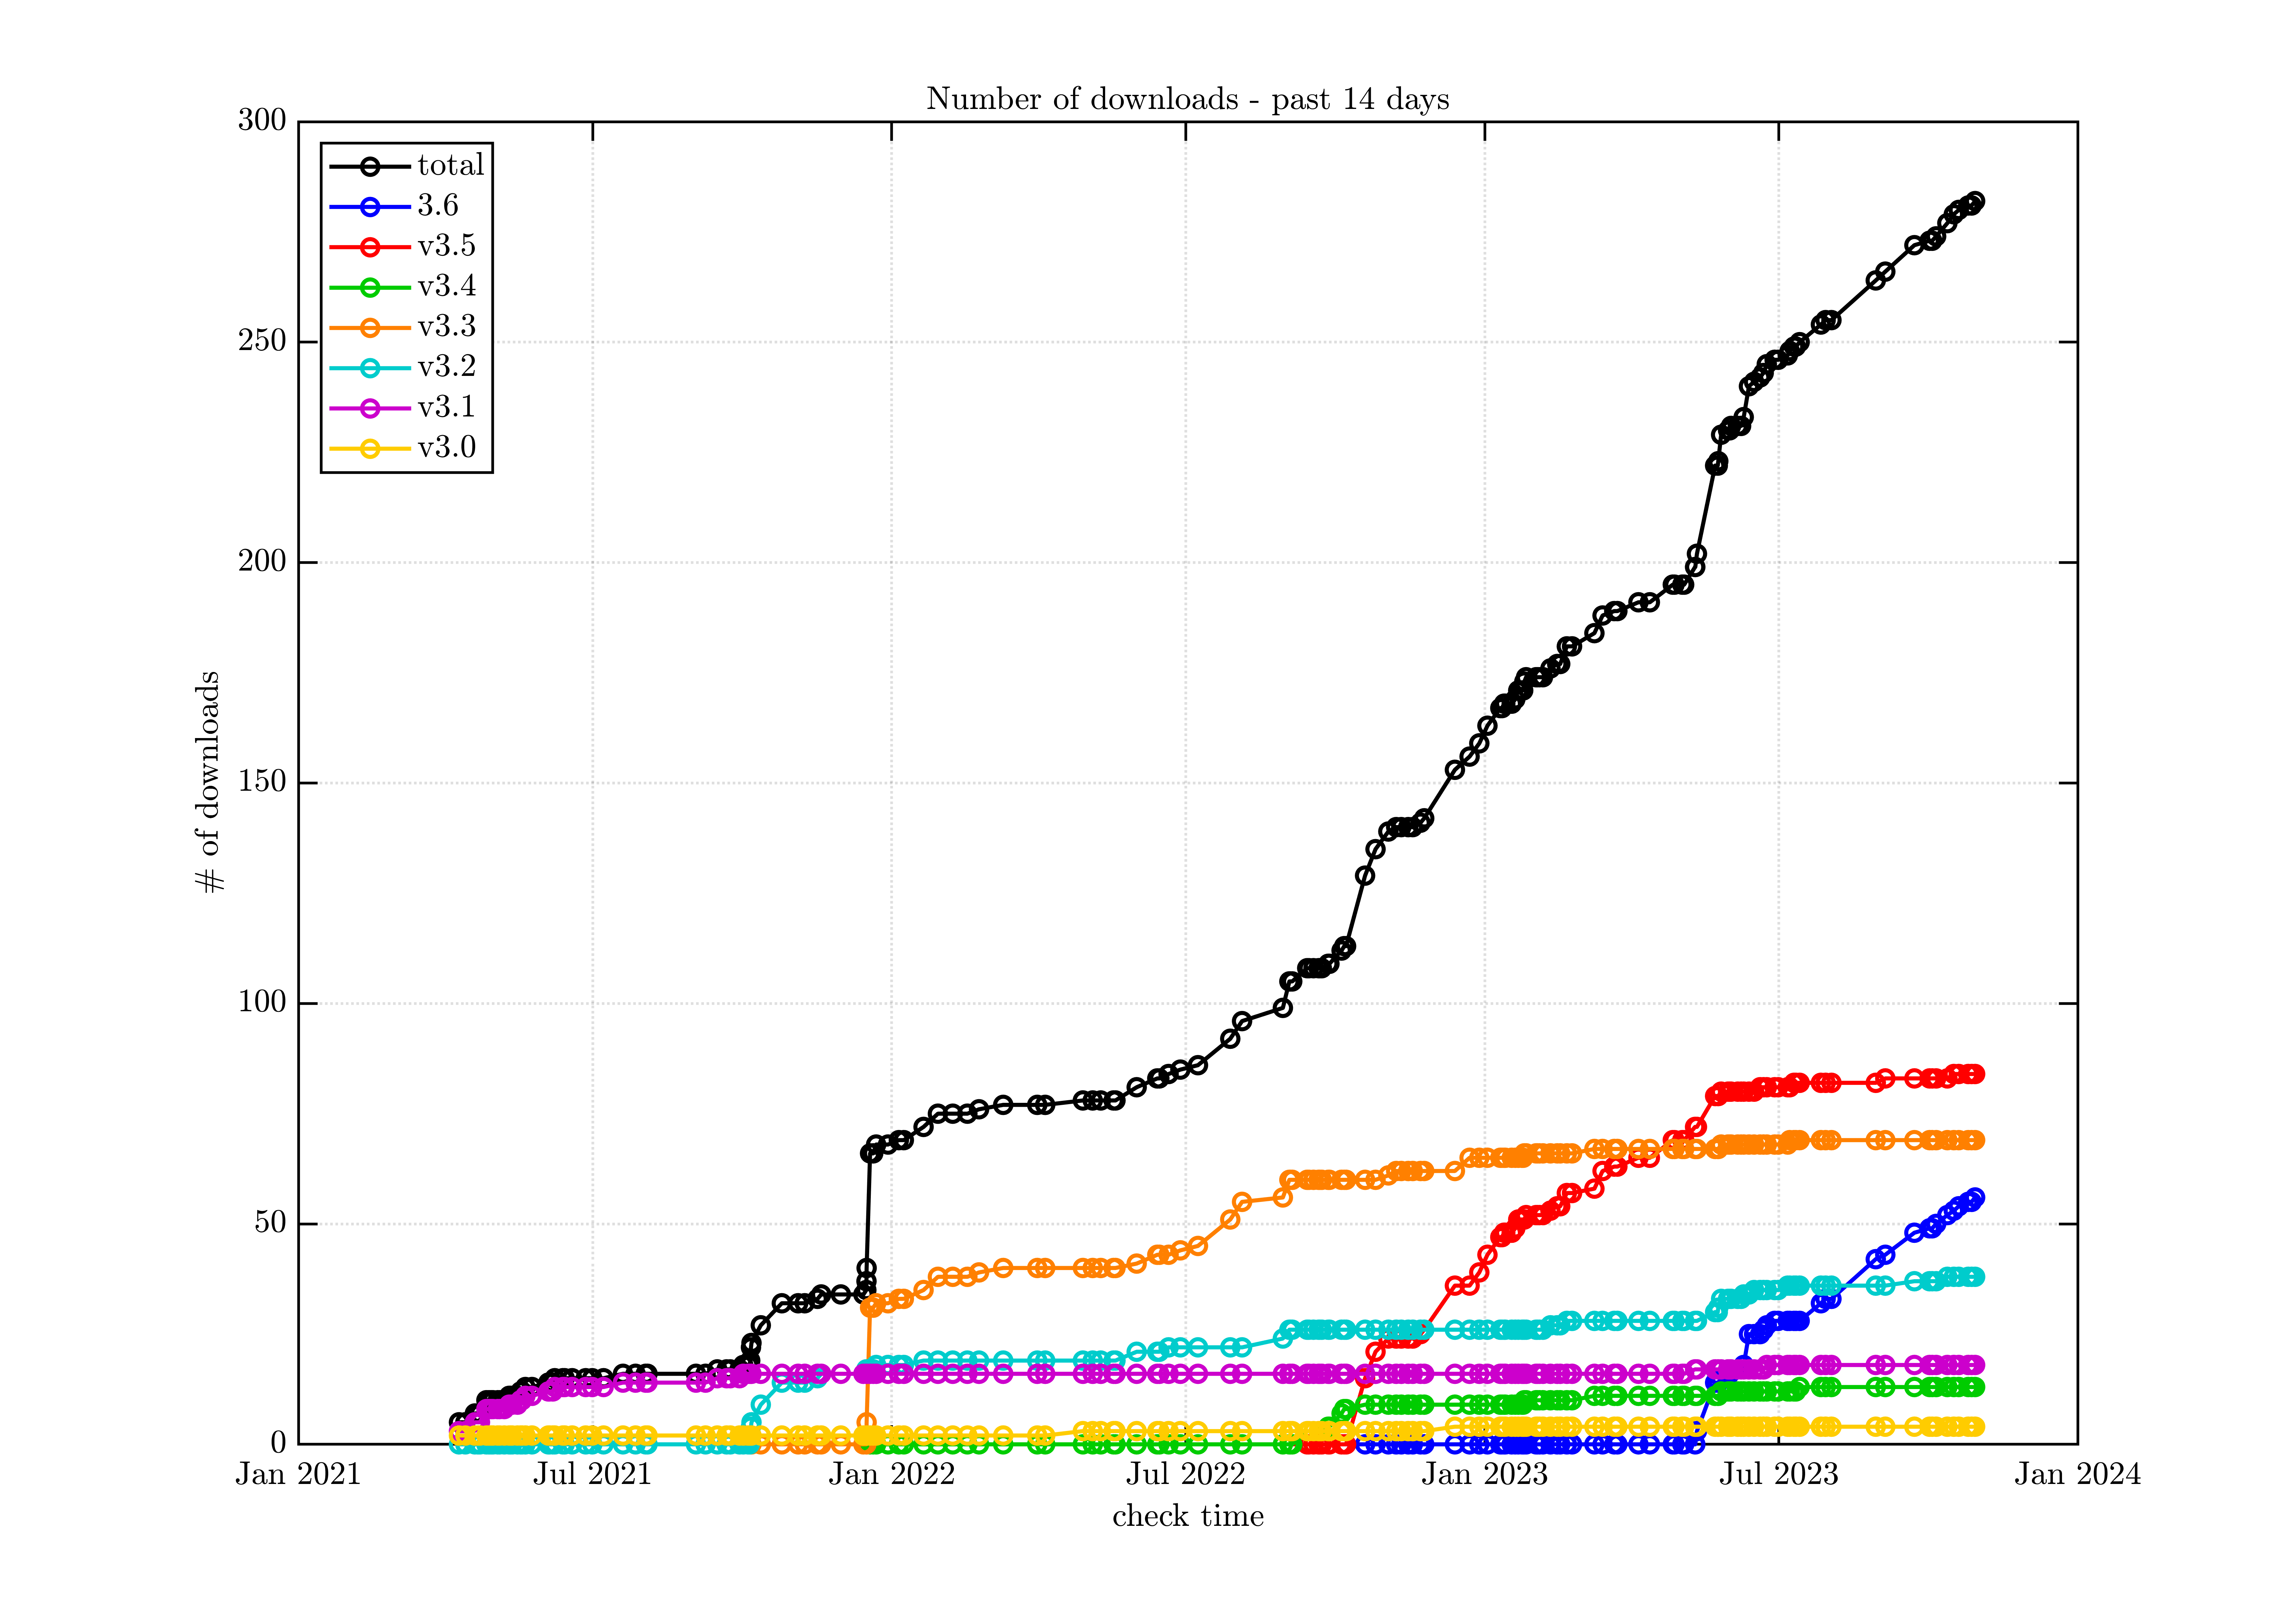 Number of downloads - past 14 days
300
250
200
150
100
50
0
# of downloads
total
3.6
v3.5
v3.4
v3.3
v3.2
v3.1
v3.0
Jan 2021 Jul 2021 Jan 2022 Jul 2022 Jan 2023 Jul 2023 Jan 2024
check time